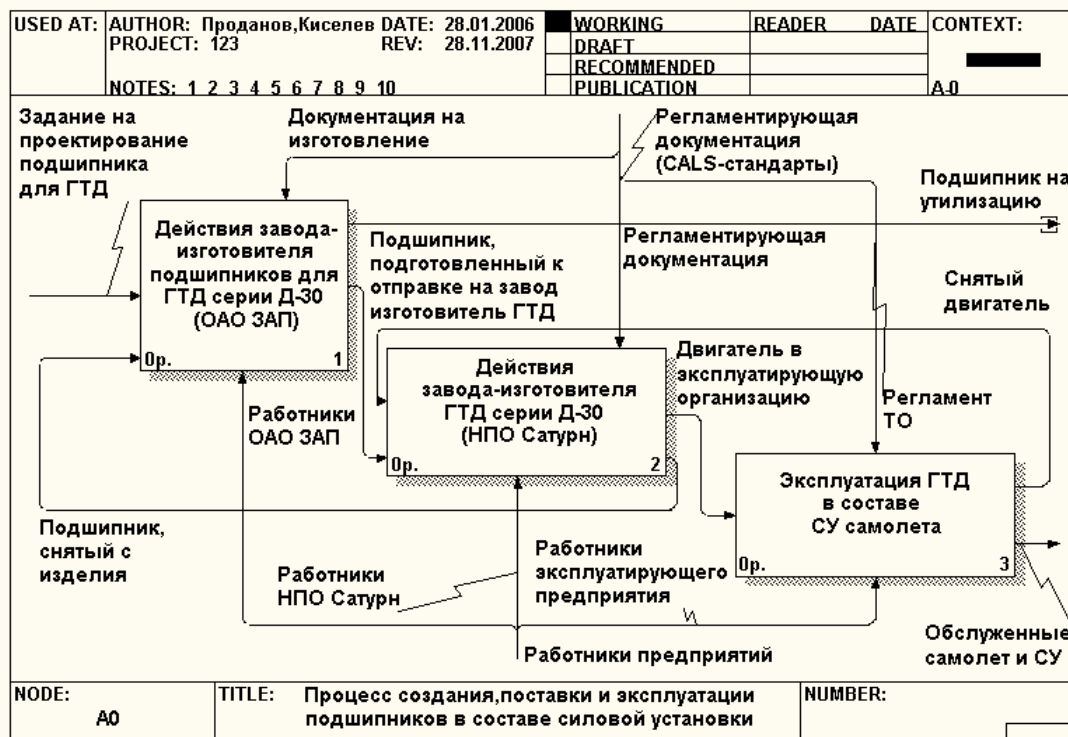 USED AT:
AUTHOR: Проданов,Киселев DATE: 28.01.2006
PROJECT: 123 REV: 28.11.2007
NOTES: 1 2 3 4 5 6 7 8 9 10
WORKING
DRAFT
RECOMMENDED
PUBLICATION
READER DATE
CONTEXT:
A-0
Задание на
проектирование
подшипника
для ГТД
Документация на
изготовление
Регламентирующая
документация
(CALS-стандарты)
Подшипник на
утилизацию
Действия завода-
изготовителя
подшипников для
ГТД серии Д-30
(ОАО ЗАП)
0р. 1
Подшипник,
подготовленный к
отправке на завод
изготовитель ГТД
Регламентирующая
документация
Снятый
двигатель
Действия
завода-изготовителя
ГТД серии Д-30
(НПО Сатурн)
0р. 2
Двигатель в
эксплуатирующую
организацию
Регламент
ТО
Работники
ОАО ЗАП
Эксплуатация ГТД
в составе
СУ самолета
0р. 3
Подшипник,
снятый с
изделия
Работники
НПО Сатурн
Работники
эксплуатирующего
предприятия
Обслуженные
самолет и СУ
Работники предприятий
NODE:
A0
TITLE: Процесс создания,поставки и эксплуатации
подшипников в составе силовой установки
NUMBER: